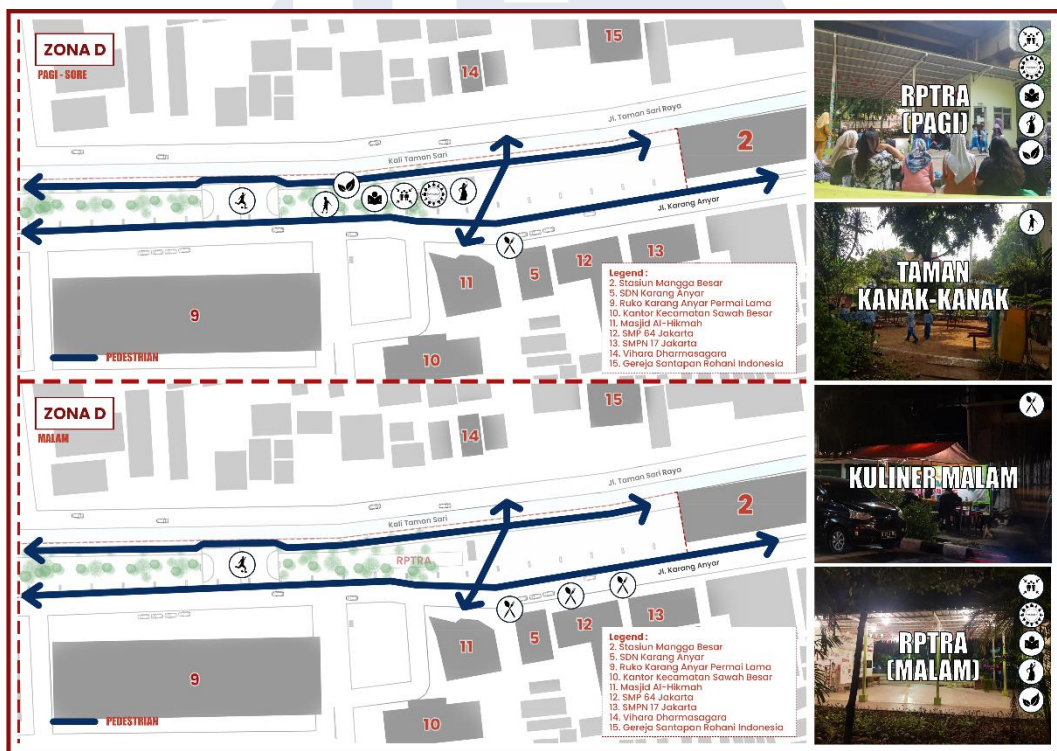 ZONA D
PAGI - SORE
15
14
Jl. Taman Sari Raya
2
Kali Taman Sari
Jl. Karang Anyar
11
5
12
13
9
10
PEDESTRIAN
Legend :
2. Stasiun Mangga Besar
5. SDN Karang Anyar
9. Ruko Karang Anyar Permai Lama
10. Kantor Kecamatan Sawah Besar
11. Masjid Al-Hikmah
12. SMP 64 Jakarta
13. SMPN 17 Jakarta
14. Vihara Dharmasagara
15. Gereja Santapan Rohani Indonesia
RPTRA
(PAGI)
TAMAN
KANAK-KANAK
ZONA D
MALAM
15
14
Jl. Taman Sari Raya
2
Kali Taman Sari
RPTRA
Jl. Karang Anyar
11
5
12
13
9
10
PEDESTRIAN
Legend :
2. Stasiun Mangga Besar
5. SDN Karang Anyar
9. Ruko Karang Anyar Permai Lama
10. Kantor Kecamatan Sawah Besar
11. Masjid Al-Hikmah
12. SMP 64 Jakarta
13. SMPN 17 Jakarta
14. Vihara Dharmasagara
15. Gereja Santapan Rohani Indonesia
KULINER MALAM
RPTRA
(MALAM)